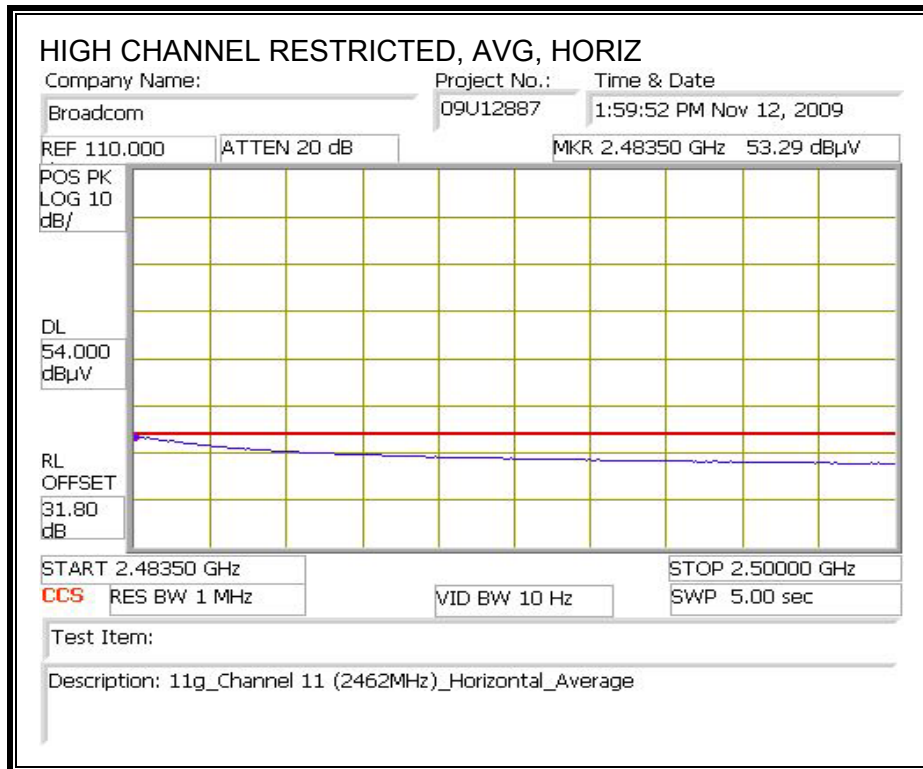 HIGH CHANNEL RESTRICTED, AVG, HORIZ
Company Name: Project No.: Time & Date
Broadcom 09U12887 1:59:52 PM Nov 12, 2009
REF 110.000 ATTEN 20 dB MKR 2.48350 GHz 53.29 dBµV
POS PK
LOG 10
dB/
DL
54.000
dBµV
RL
OFFSET
31.80
dB
START 2.48350 GHz STOP 2.50000 GHz
CCS RES BW 1 MHz VID BW 10 Hz SWP 5.00 sec
Test Item:
Description: 11g_Channel 11 (2462MHz)_Horizontal_Average